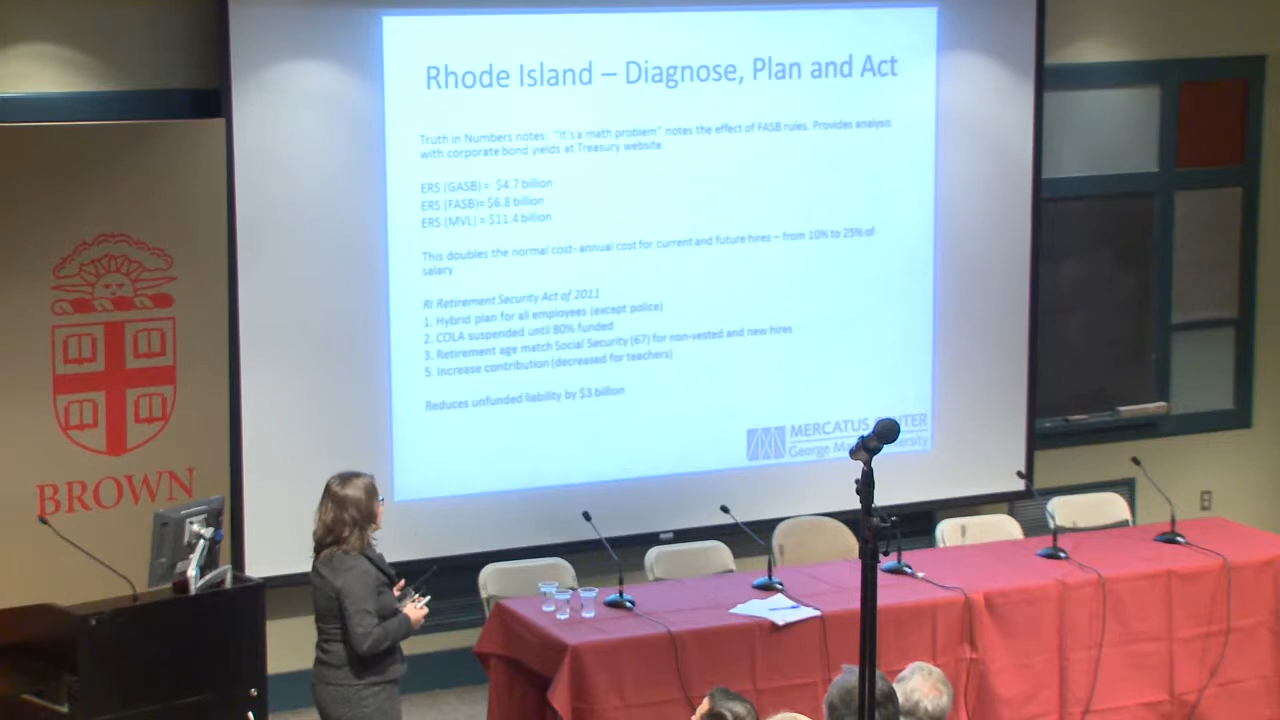 Rhode Island – Diagnose, Plan and Act
Truth in Numbers notes: "It's a math problem" notes the effect of FASB rules. Provides analysis
with corporate bond yields at Treasury website.
ERS (GASB) = $4.7 billion
ERS (FASB)= $6.8 billion
ERS (MVL) = $11.4 billion
This doubles the normal cost- annual cost for current and future hires – from 10% to 25% of
salary
RI Retirement Security Act of 2011
1. Hybrid plan for all employees (except police)
2. COLA suspended until 80% funded
3. Retirement age match Social Security (67) for non-vested and new hires
5. Increase contribution (decreased for teachers)
Reduces unfunded liability by $3 billion
MERCATUS
George
BROWN